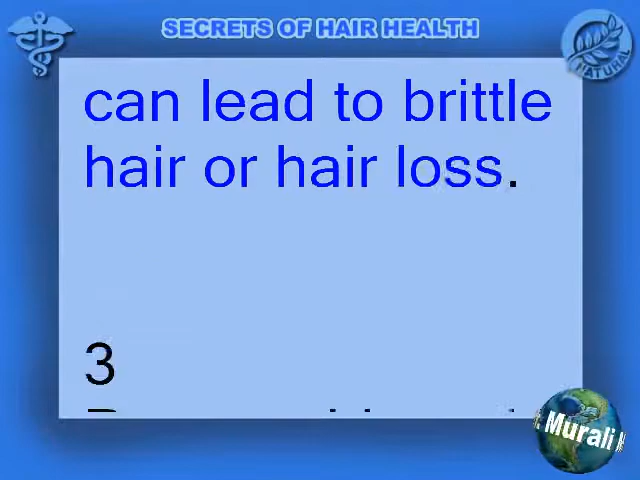 SECRETS OF HAIR HEALTH
NATURAL
can lead to brittle
hair or hair loss.
3
Murali